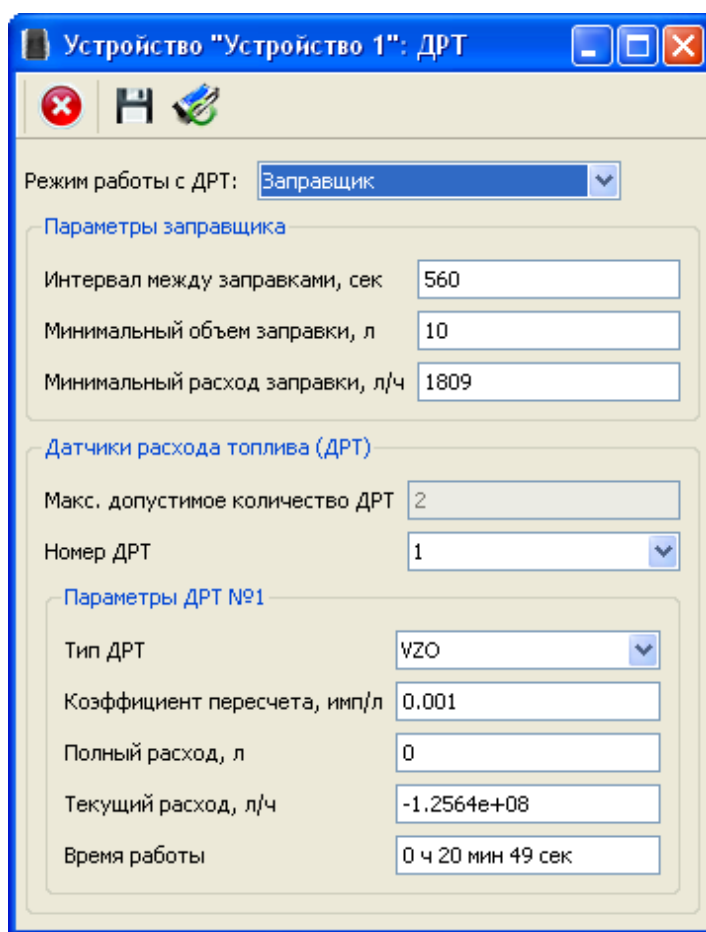 Устройство "Устройство 1": ДРТ
Режим работы с ДРТ: Заправщик
Параметры заправщика
Интервал между заправками, сек 560
Минимальный объем заправки, л 10
Минимальный расход заправки, л/ч 1809
Датчики расхода топлива (ДРТ)
Макс. допустимое количество ДРТ 2
Номер ДРТ 1
Параметры ДРТ №1
Тип ДРТ VZO
Коэффициент пересчета, имп/л 0.001
Полный расход, л 0
Текущий расход, л/ч -1.2564e+08
Время работы 0 ч 20 мин 49 сек